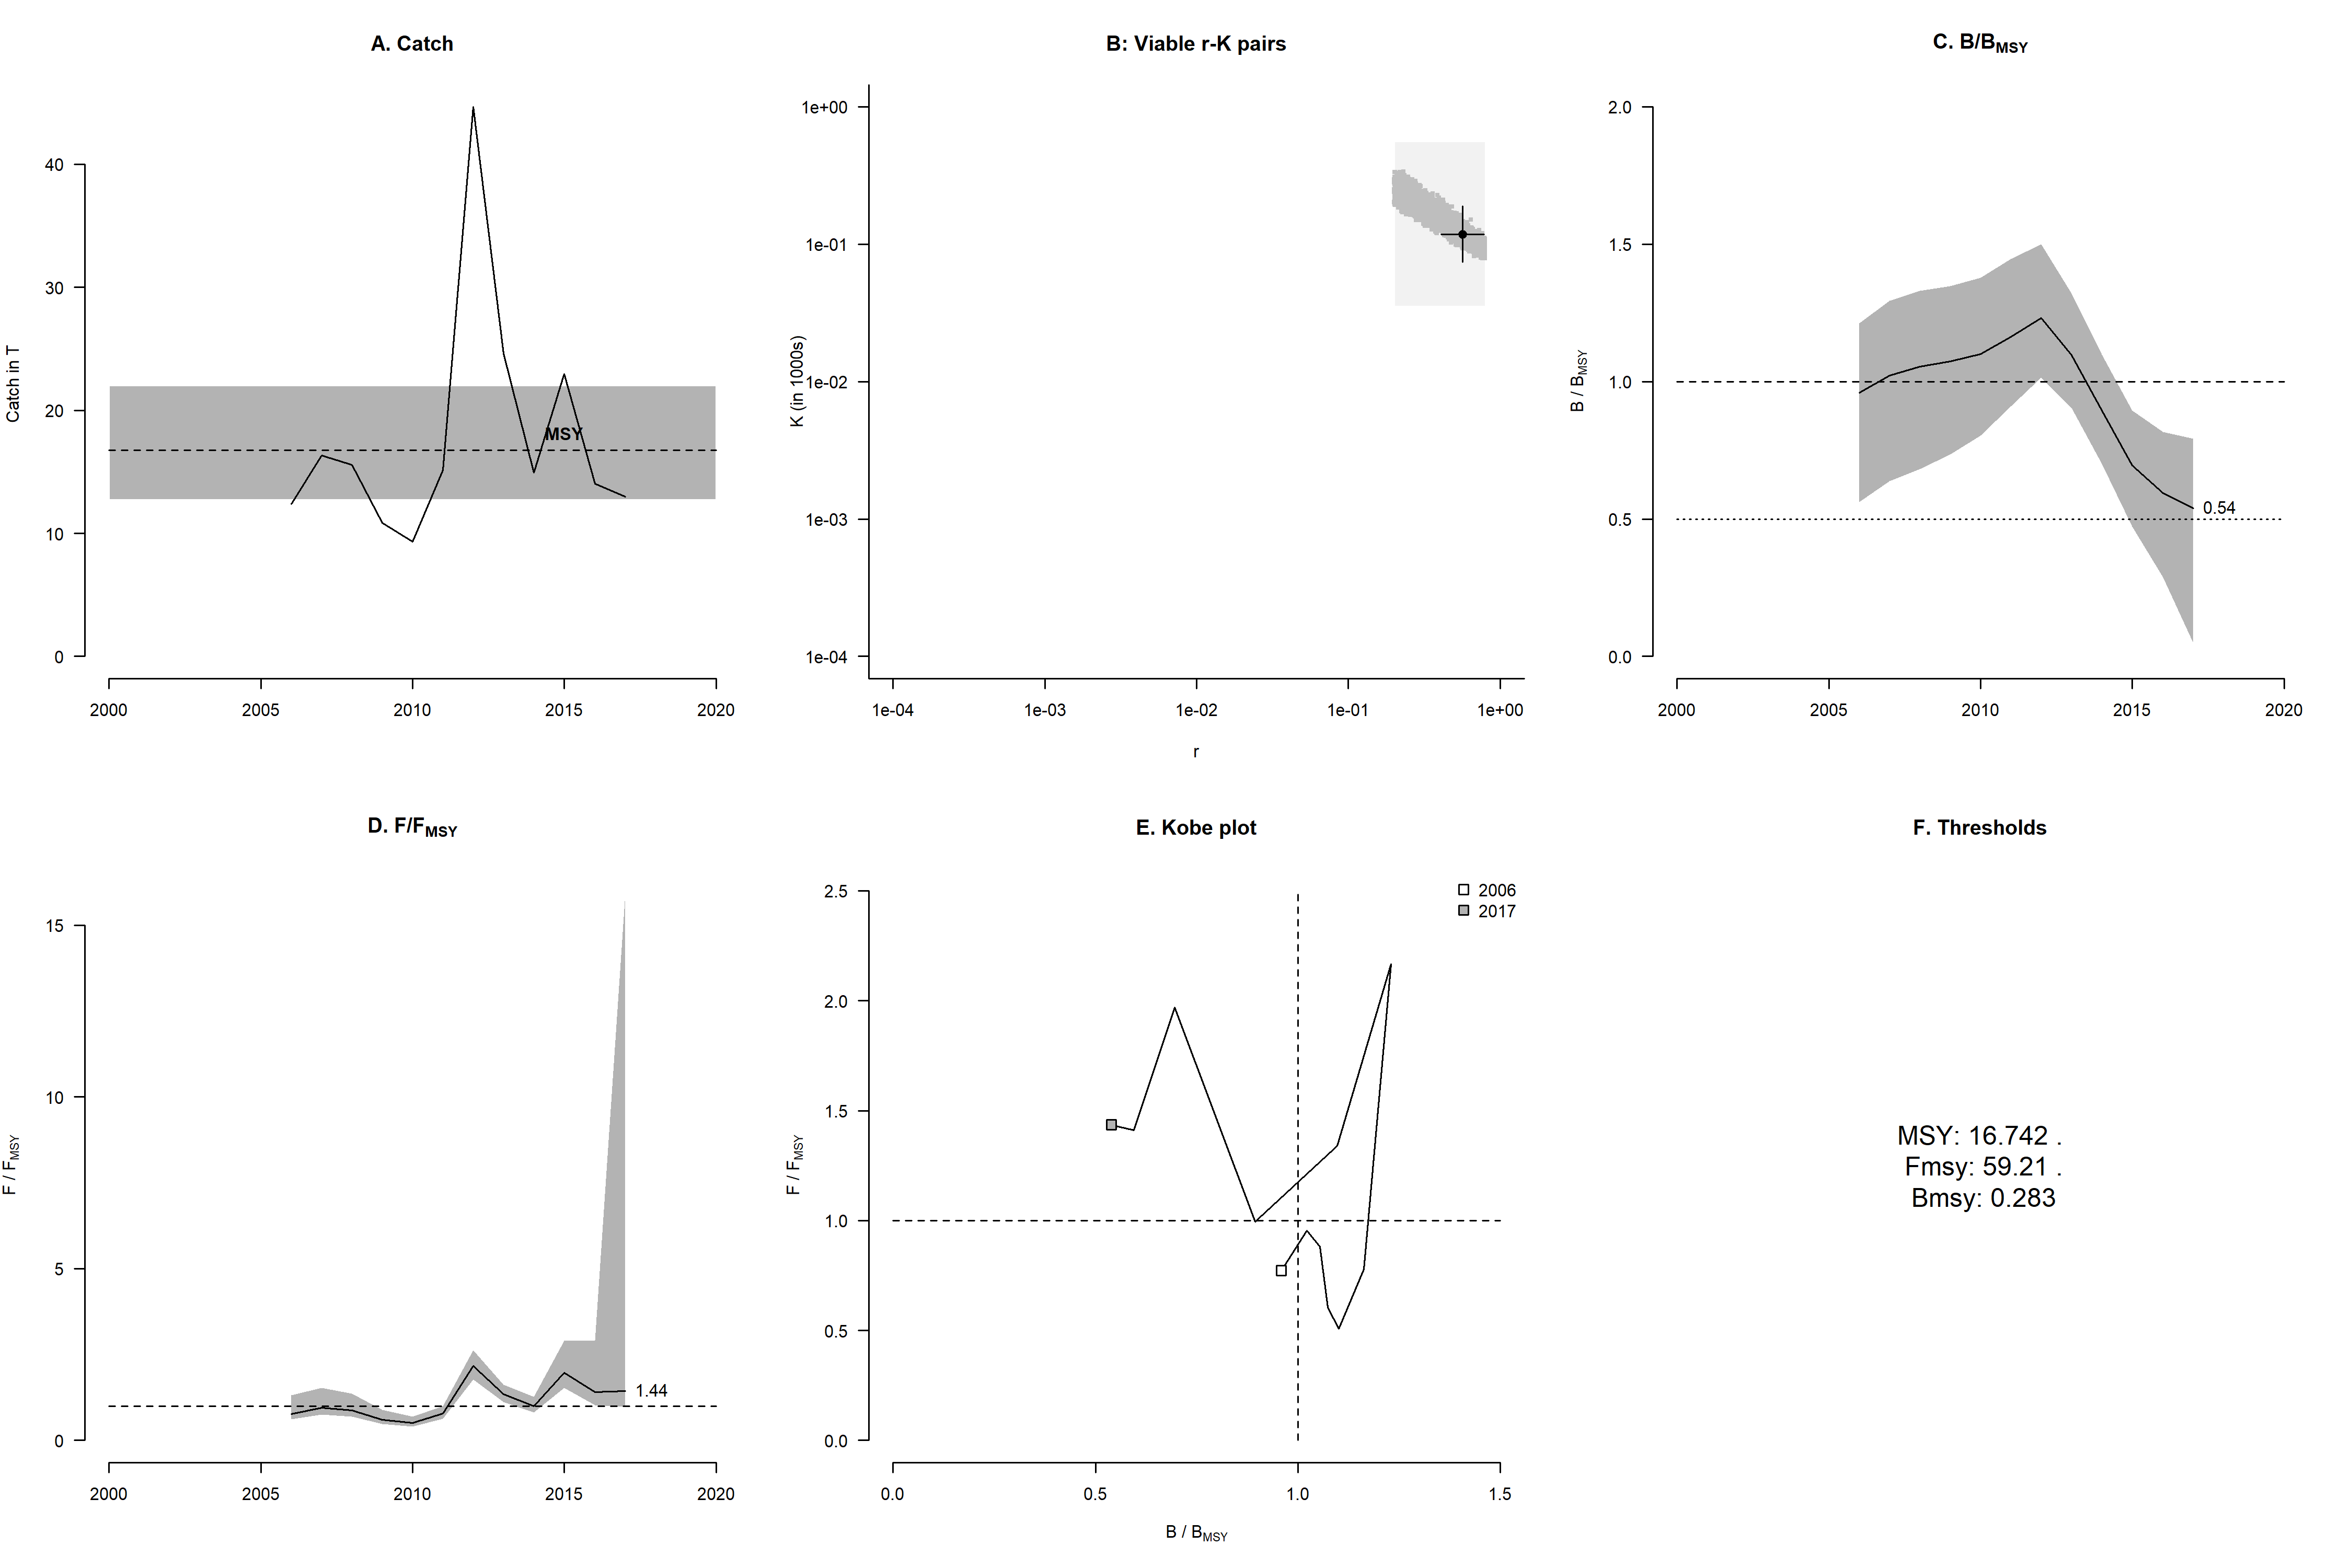 A. Catch
Catch in T
40
30
20
10
0
MSY
2000 2005 2010 2015 2020
B: Viable r-K pairs
K (in 1000s)
1e+00
1e-01
1e-02
1e-03
1e-04
1e-04 1e-03 1e-02 1e-01 1e+00
r
C. B/BMSY
B / BMSY
2.0
1.5
1.0
0.5
0.0
0.54
2000 2005 2010 2015 2020
D. F/FMSY
F / FMSY
15
10
5
0
1.44
2000 2005 2010 2015 2020
E. Kobe plot
F / FMSY
2.5
2.0
1.5
1.0
0.5
0.0
2006
2017
0.0 0.5 1.0 1.5
B / BMSY
F. Thresholds
MSY: 16.742 .
Fmsy: 59.21 .
Bmsy: 0.283